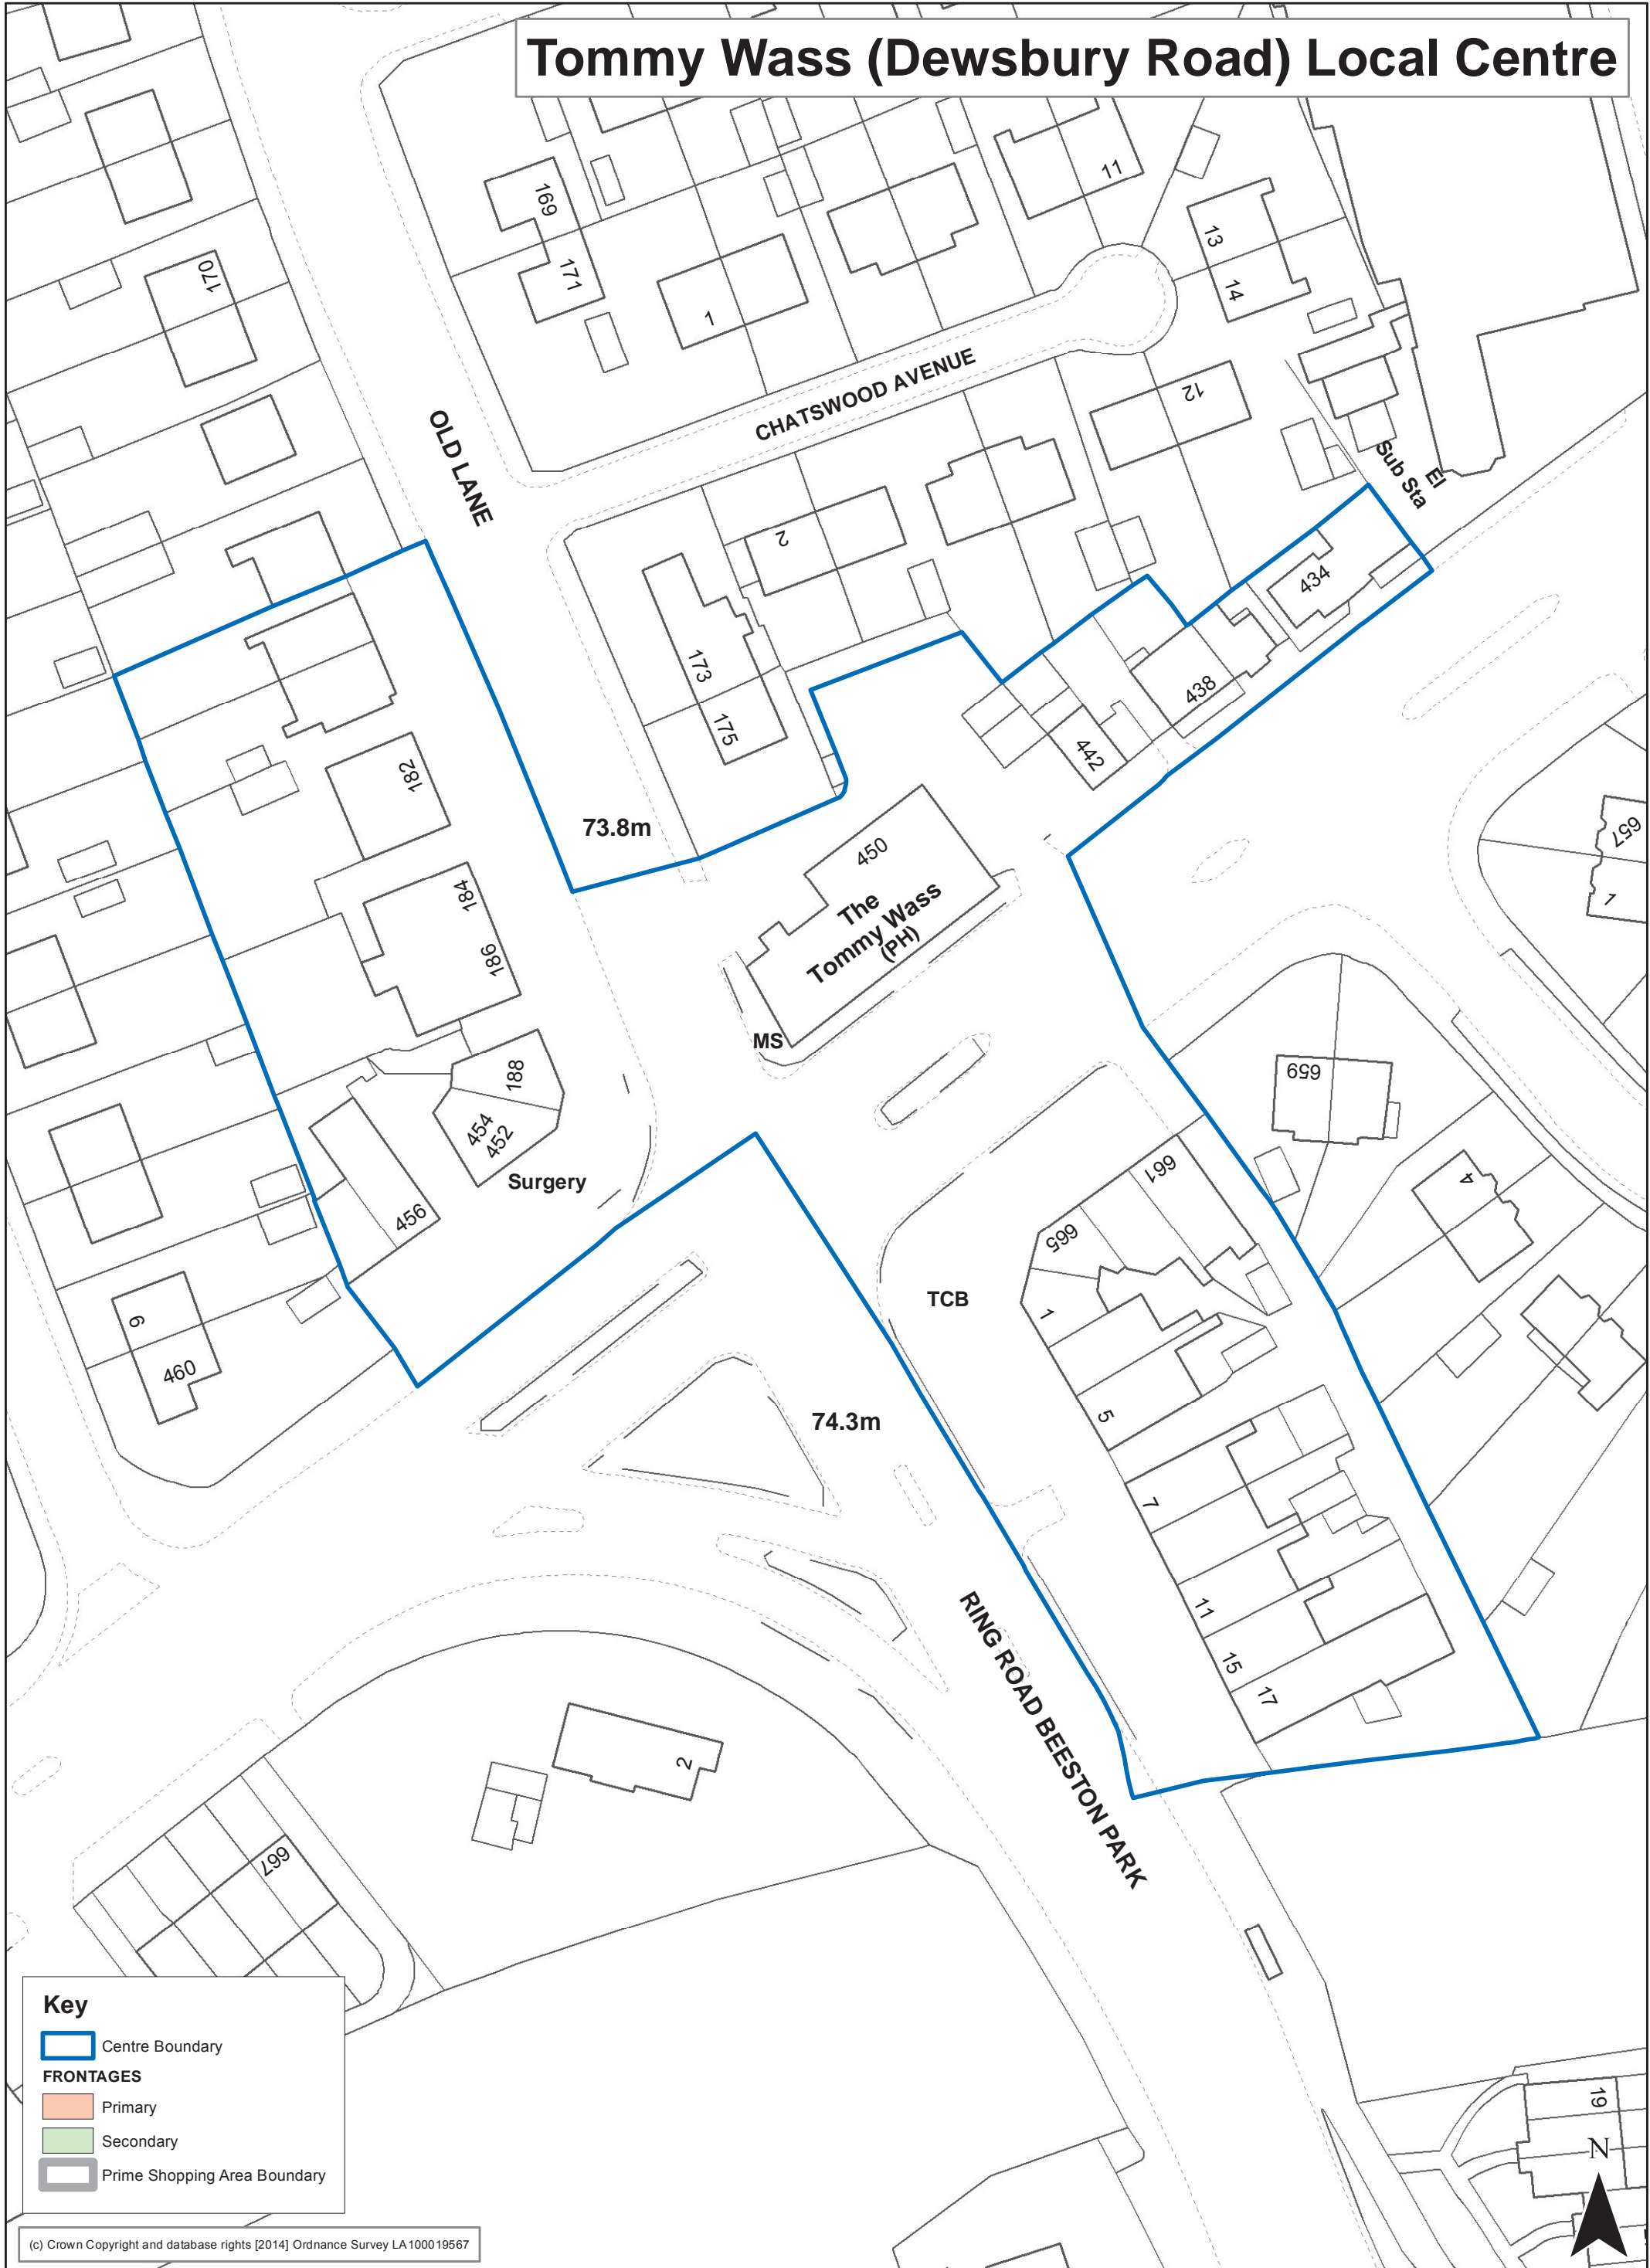 Tommy Wass (Dewsbury Road) Local Centre
169
171
170
1
11
13
14
12
CHATSWOOD AVENUE
OLD LANE
El
Sub Sta
2
173
175
434
438
442
182
184
186
188
73.8m
450
The
Tommy Wass
(PH)
MS
657
1
659
4
454
452
Surgery
456
661
665
1
5
7
11
15
17
TCB
9
460
74.3m
RING ROAD BEESTON PARK
2
667
19
N
Key
Centre Boundary
FRONTAGES
Primary
Secondary
Prime Shopping Area Boundary
(c) Crown Copyright and database rights [2014] Ordnance Survey LA100019567